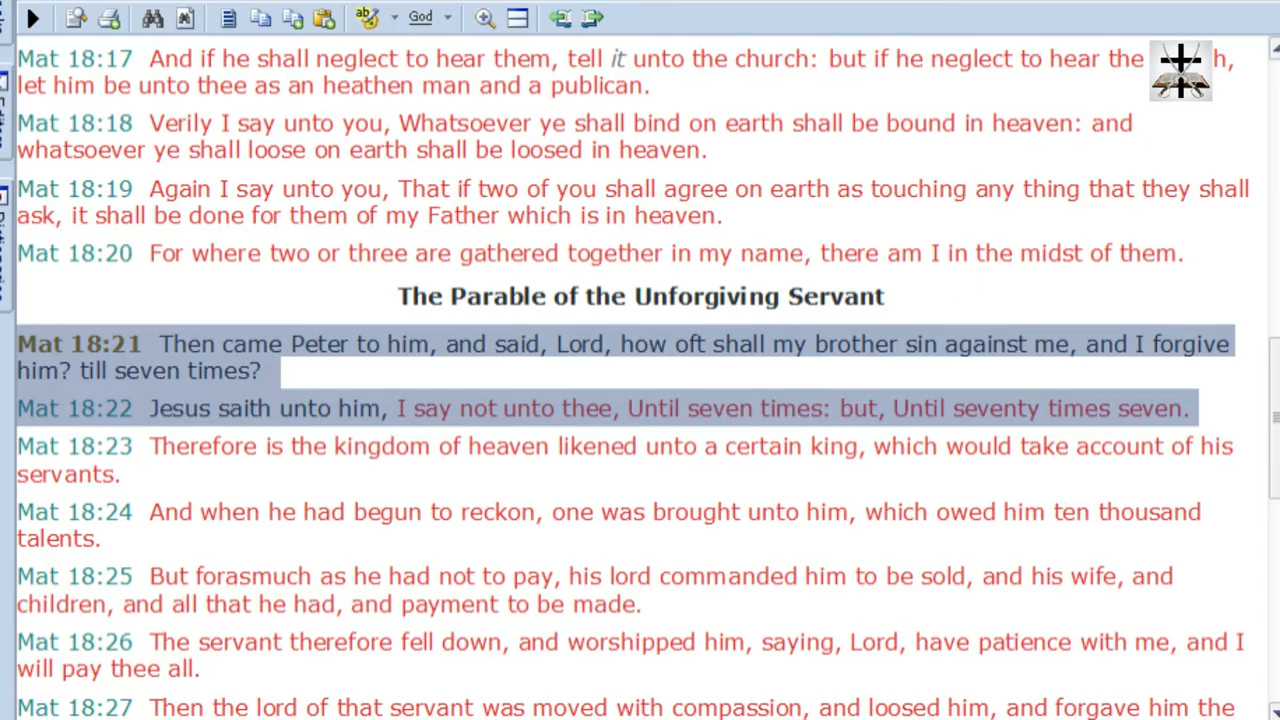 God
Mat 18:17 And if he shall neglect to hear them, tell it unto the church: but if he neglect to hear the h,
let him be unto thee as an heathen man and a publican.
Mat 18:18 Verily I say unto you, Whatsoever ye shall bind on earth shall be bound in heaven: and
whatsoever ye shall loose on earth shall be loosed in heaven.
Mat 18:19 Again I say unto you, That if two of you shall agree on earth as touching any thing that they shall
ask, it shall be done for them of my Father which is in heaven.
Mat 18:20 For where two or three are gathered together in my name, there am I in the midst of them.
The Parable of the Unforgiving Servant
Mat 18:21 Then came Peter to him, and said, Lord, how oft shall my brother sin against me, and I forgive
him? till seven times?
Mat 18:22 Jesus saith unto him, I say not unto thee, Until seven times: but, Until seventy times seven.
Mat 18:23 Therefore is the kingdom of heaven likened unto a certain king, which would take account of his
servants.
Mat 18:24 And when he had begun to reckon, one was brought unto him, which owed him ten thousand
talents.
Mat 18:25 But forasmuch as he had not to pay, his lord commanded him to be sold, and his wife, and
children, and all that he had, and payment to be made.
Mat 18:26 The servant therefore fell down, and worshipped him, saying, Lord, have patience with me, and I
will pay thee all.
Mat 18:27 Then the lord of that servant was moved with compassion, and loosed him, and forgave him the